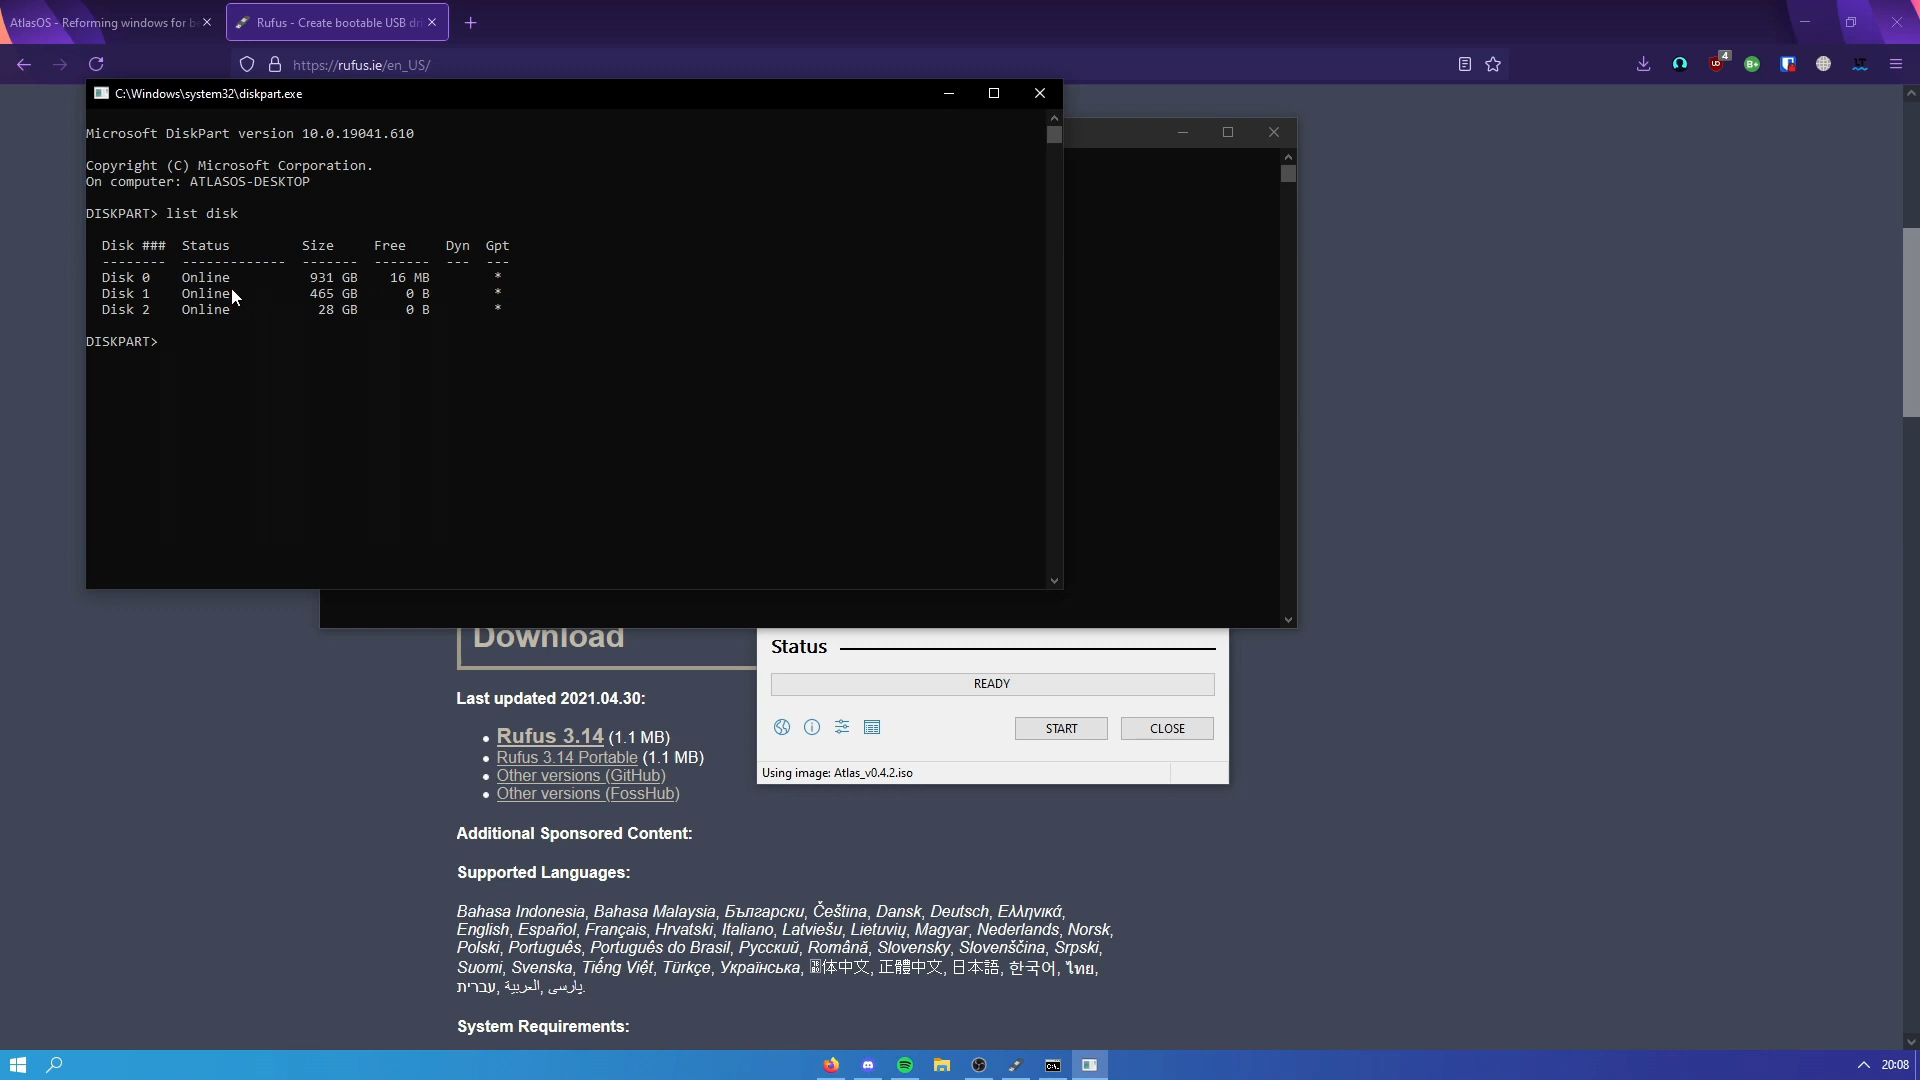 AtlasOS - Reforming windows for b
Rufus - Create bootable USB dri
https://rufus.ie/en_US/
4
C:\Windows\system32\diskpart.exe
Microsoft DiskPart version 10.0.19041.610
Copyright (C) Microsoft Corporation.
On computer: ATLASOS-DESKTOP
DISKPART> list disk
Disk ### Status Size Free Dyn Gpt
-------- ------------- ------- ------- --- ---
Disk 0 Online 931 GB 16 MB *
Disk 1 Online 465 GB 0 B *
Disk 2 Online 28 GB 0 B *
DISKPART>
Download
Last updated 2021.04.30:
Rufus 3.14 (1.1 MB)
Rufus 3.14 Portable (1.1 MB)
Other versions (GitHub)
Other versions (FossHub)
Status
READY
START
CLOSE
Using image: Atlas_v0.4.2.iso
Additional Sponsored Content:
Supported Languages:
Bahasa Indonesia, Bahasa Malaysia, Български, Čeština, Dansk, Deutsch, Ελληνικά,
English, Español, Français, Hrvatski, Italiano, Latviešu, Lietuvių, Magyar, Nederlands, Norsk,
Polski, Português, Português do Brasil, Русский, Română, Slovensky, Slovenščina, Srpski,
Suomi, Svenska, Tiếng Việt, Türkçe, Українська, 简体中文, 正體中文, 日本語, 한국어, ไทย,
עברית, العربية, پارسی.
System Requirements:
20:08